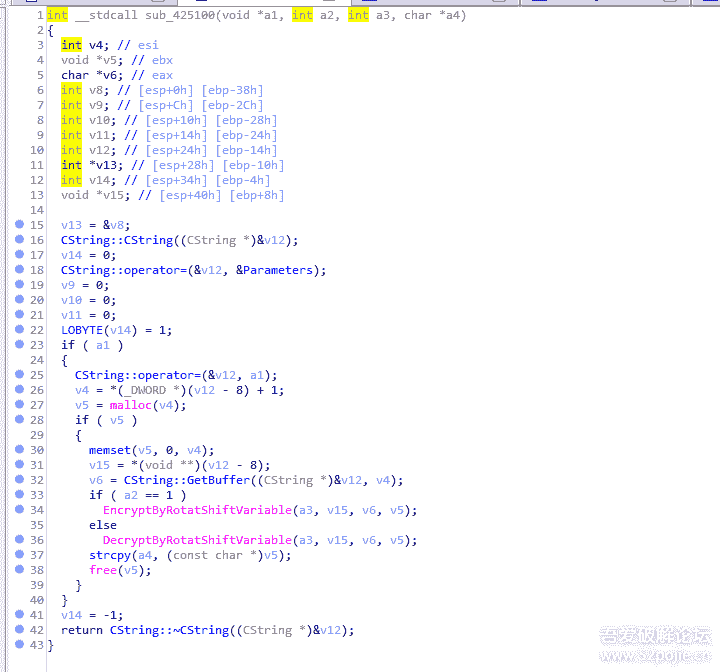 1 int __stdcall sub_425100(void *a1, int a2, int a3, char *a4)
2 {
3 int v4; // esi
4 void *v5; // ebx
5 char *v6; // eax
6 int v8; // [esp+0h] [ebp-38h]
7 int v9; // [esp+Ch] [ebp-2Ch]
8 int v10; // [esp+10h] [ebp-28h]
9 int v11; // [esp+14h] [ebp-24h]
10 int v12; // [esp+24h] [ebp-14h]
11 int *v13; // [esp+28h] [ebp-10h]
12 int v14; // [esp+34h] [ebp-4h]
13 void *v15; // [esp+40h] [ebp+8h]
14
15 v13 = &v8;
16 CString::CString((CString *)&v12);
17 v14 = 0;
18 CString::operator=(&v12, &Parameters);
19 v9 = 0;
20 v10 = 0;
21 v11 = 0;
22 LOBYTE(v14) = 1;
23 if ( a1 )
24 {
25 CString::operator=(&v12, a1);
26 v4 = *(_DWORD *)(v12 - 8) + 1;
27 v5 = malloc(v4);
28 if ( v5 )
29 {
30 memset(v5, 0, v4);
31 v15 = *(void **)(v12 - 8);
32 v6 = CString::GetBuffer((CString *)&v12, v4);
33 if ( a2 == 1 )
34 EncryptByRotatShiftVariable(a3, v15, v6, v5);
35 else
36 DecryptByRotatShiftVariable(a3, v15, v6, v5);
37 strcpy(a4, (const char *)v5);
38 free(v5);
39 }
40 }
41 v14 = -1;
42 return CString::~CString((CString *)&v12);
43 }
吾爱破解论坛
www.52pojie.cn